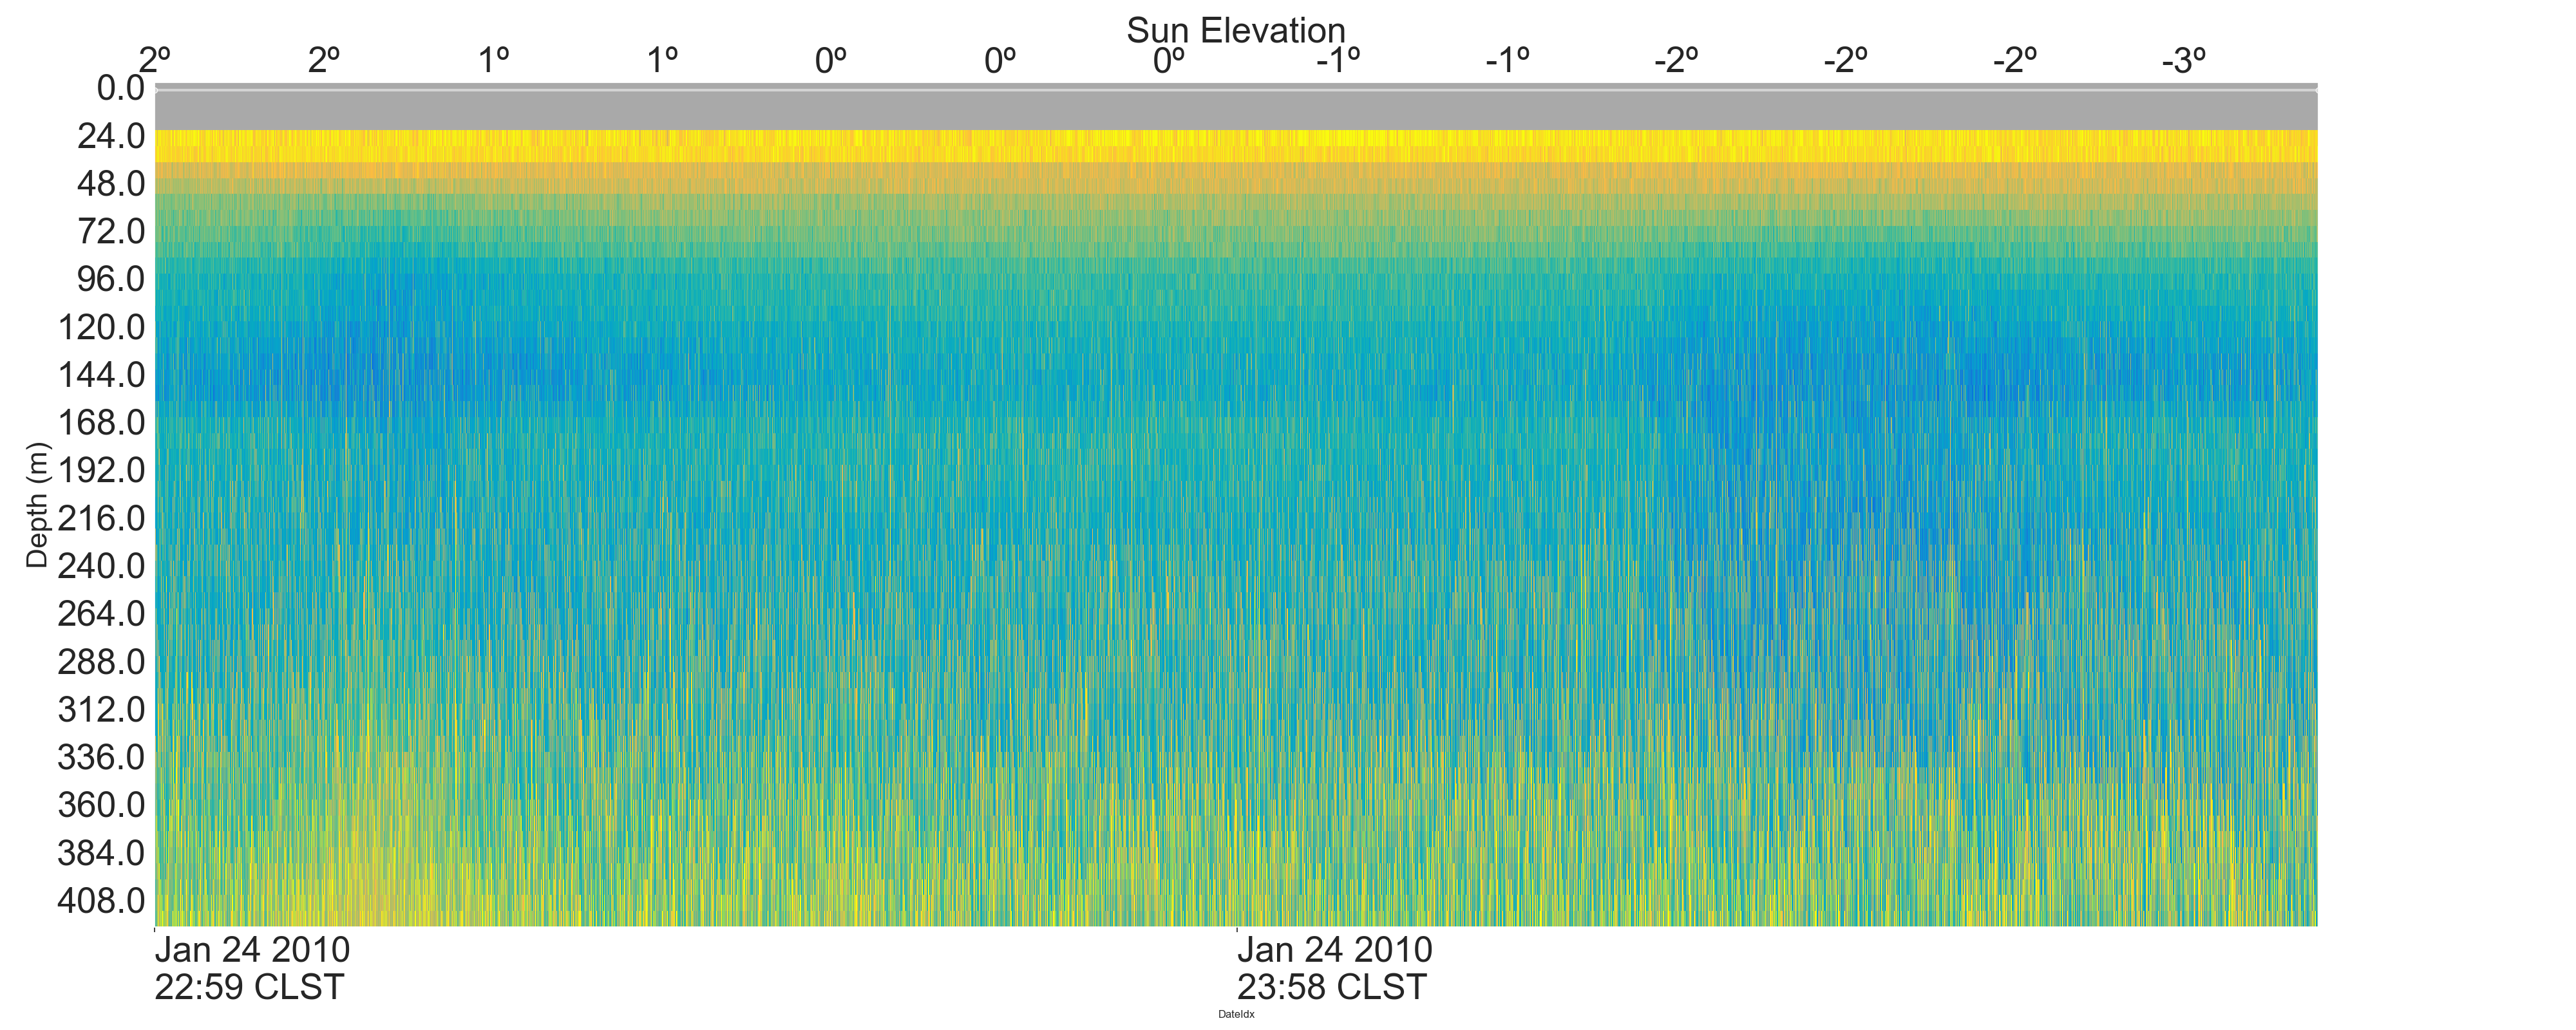 Sun Elevation
2º 2º 1º 1º 0º 0º 0º -1º -1º -2º -2º -2º -3º
0.0
24.0
48.0
72.0
96.0
120.0
144.0
168.0
192.0
216.0
240.0
264.0
288.0
312.0
336.0
360.0
384.0
408.0
Depth (m)
Jan 24 2010
22:59 CLST
Jan 24 2010
23:58 CLST
DateIdx